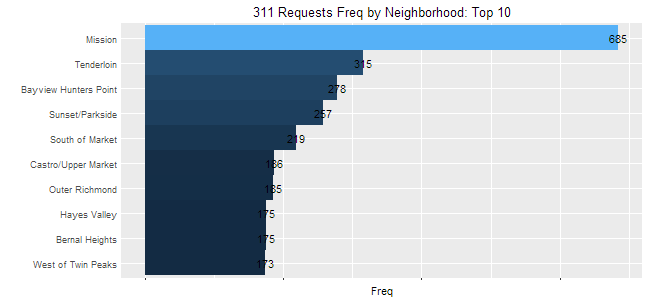 311 Requests Freq by Neighborhood: Top 10
Mission 685
Tenderloin 315
Bayview Hunters Point 278
Sunset/Parkside 257
South of Market 219
Castro/Upper Market 186
Outer Richmond 185
Hayes Valley 175
Bernal Heights 175
West of Twin Peaks 173
Freq